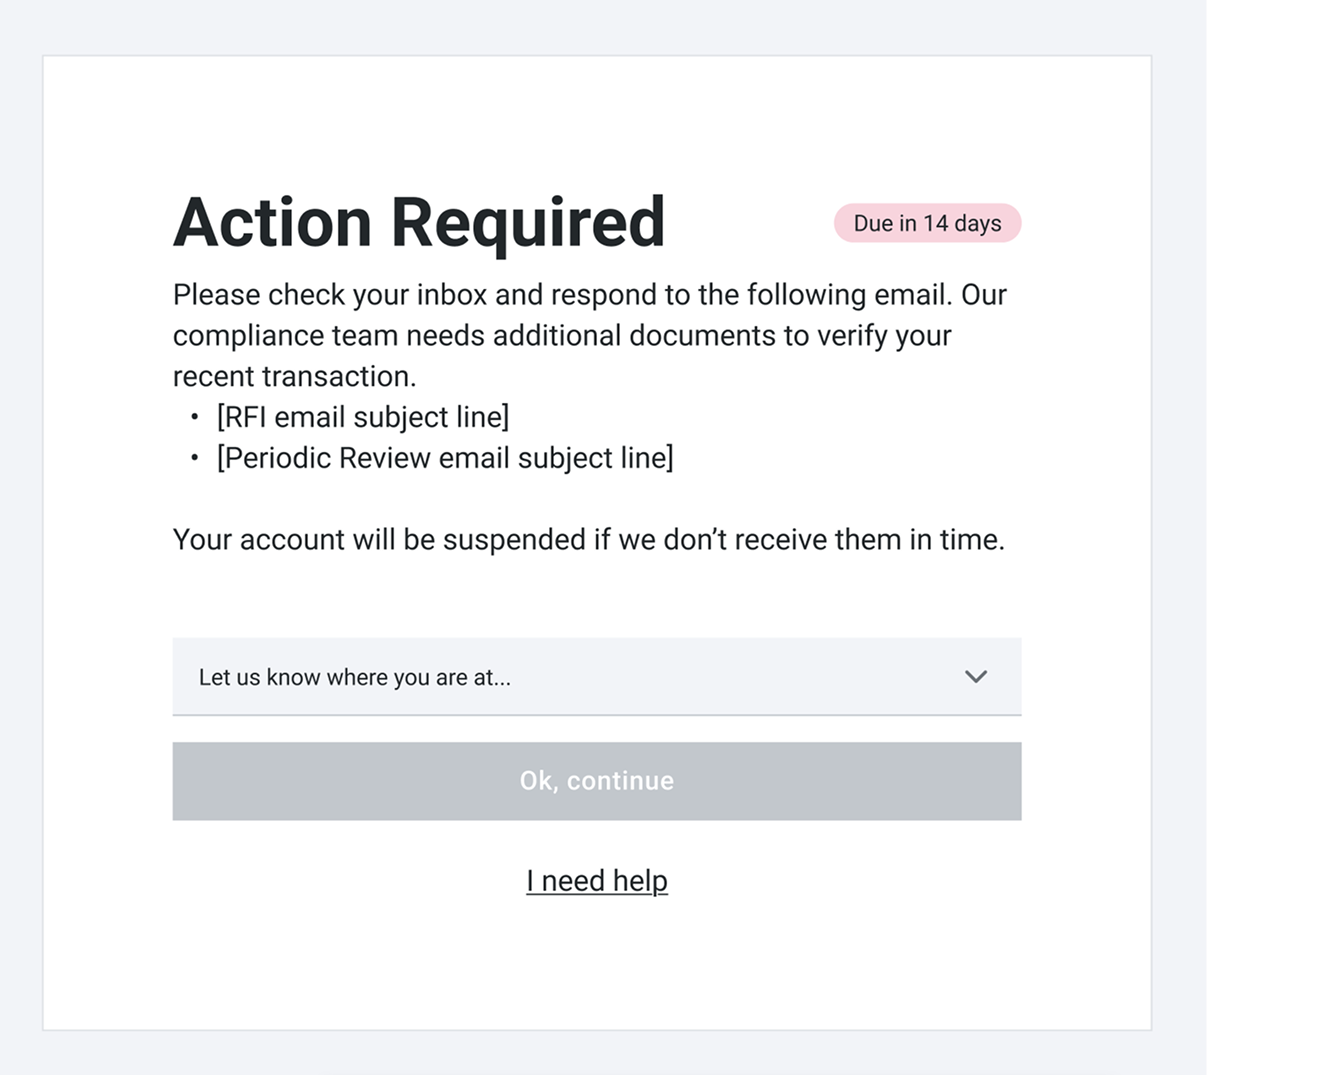 Action Required
Due in 14 days
Please check your inbox and respond to the following email. Our
compliance team needs additional documents to verify your
recent transaction.
• [RFI email subject line]
• [Periodic Review email subject line]
Your account will be suspended if we don’t receive them in time.
Let us know where you are at...
Ok, continue
I need help